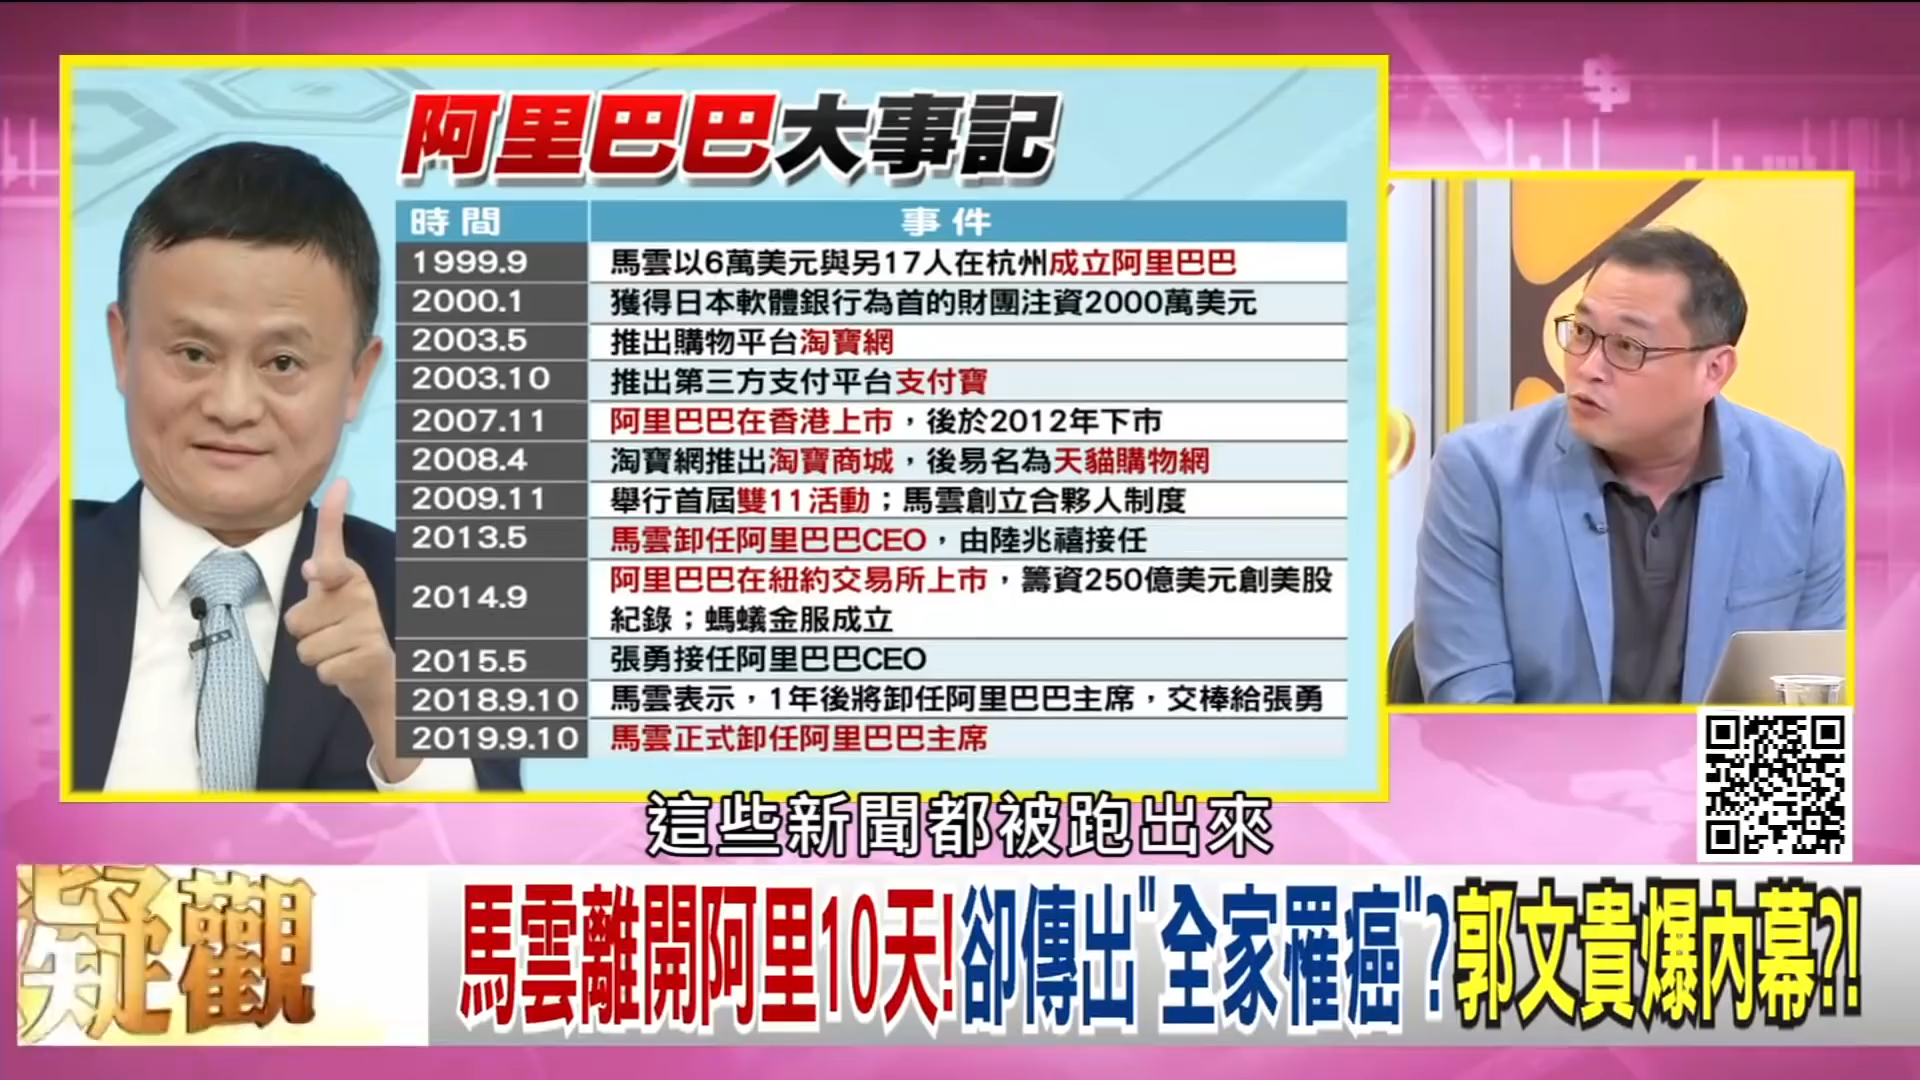 阿里巴巴大事記
時間 事件
1999.9 馬雲以6萬美元與另17人在杭州成立阿里巴巴
2000.1 獲得日本軟體銀行為首的財團注資2000萬美元
2003.5 推出購物平台淘寶網
2003.10 推出第三方支付平台支付寶
2007.11 阿里巴巴在香港上市，後於2012年下市
2008.4 淘寶網推出淘寶商城，後易名為天貓購物網
2009.11 舉行首屆雙11活動；馬雲創立合夥人制度
2013.5 馬雲卸任阿里巴巴CEO，由陸兆禧接任
2014.9 阿里巴巴在紐約交易所上市，籌資250億美元創美股
紀錄；螞蟻金服成立
2015.5 張勇接任阿里巴巴CEO
2018.9.10 馬雲表示，1年後將卸任阿里巴巴主席，交棒給張勇
2019.9.10 馬雲正式卸任阿里巴巴主席
這些新聞都被跑出來
疑觀
馬雲離開阿里10天!卻傳出"全家罹癌"?郭文貴爆內幕?!